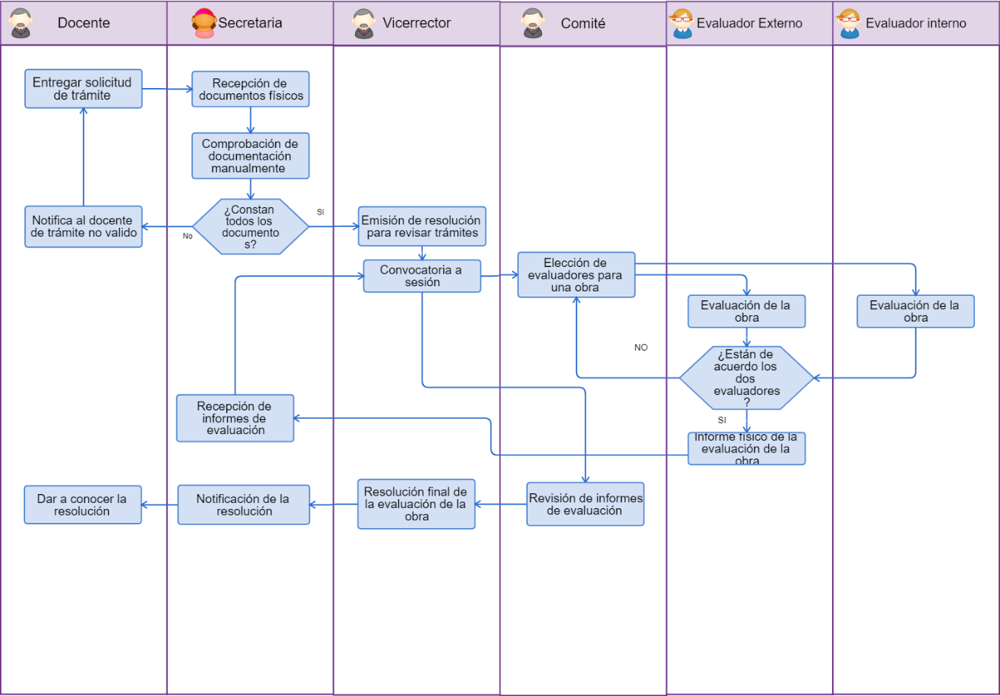 Docente
Secretaria
Vicerrector
Comité
Evaluador Externo
Evaluador interno
Entregar solicitud
de trámite
Recepción de
documentos físicos
Comprobación de
documentación
manualmente
¿Constan
todos los
documento
s?
SI
No
Notifica al docente
de trámite no valido
Emisión de resolución
para revisar trámites
Convocatoria a
sesión
Elección de
evaluadores para
una obra
Evaluación de la
obra
Evaluación de la
obra
NO
¿Están de
acuerdo los
dos
evaluadores
?
SI
Informe físico de la
evaluación de la
obra
Recepción de
informes de
evaluación
Revisión de informes
de evaluación
Resolución final de
la evaluación de la
obra
Notificación de la
resolución
Dar a conocer la
resolución